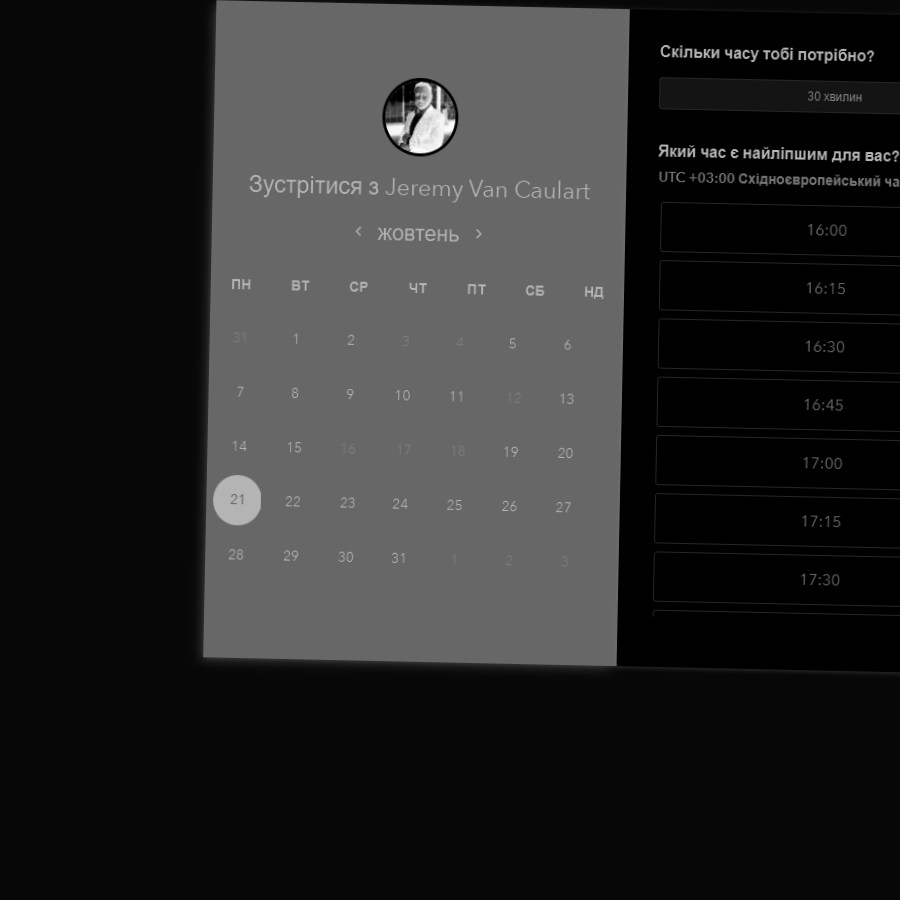 Зустрітися з Jeremy Van Caulart
‹ жовтень ›
ПН ВТ СР ЧТ ПТ СБ НД
31 1 2 3 4 5 6
7 8 9 10 11 12 13
14 15 16 17 18 19 20
21 22 23 24 25 26 27
28 29 30 31 1 2 3
Скільки часу тобі потрібно?
30 хвилин
Який час є найліпшим для вас?
UTC +03:00 Східноєвропейський ча
16:00
16:15
16:30
16:45
17:00
17:15
17:30